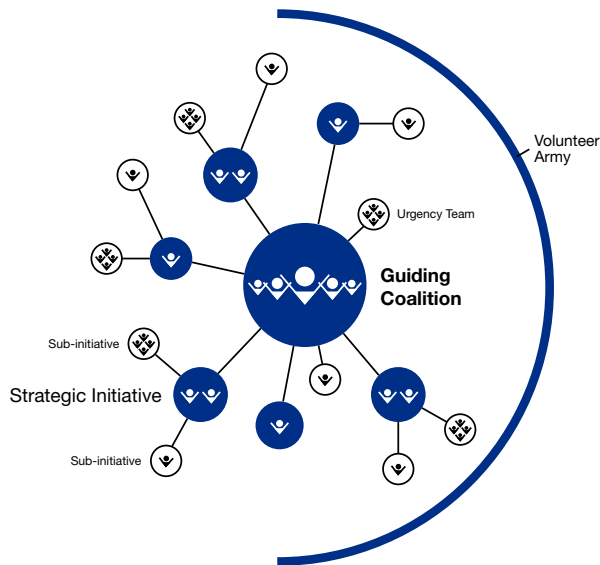 Volunteer
Army
Urgency Team
Guiding
Coalition
Sub-initiative
Strategic Initiative
Sub-initiative